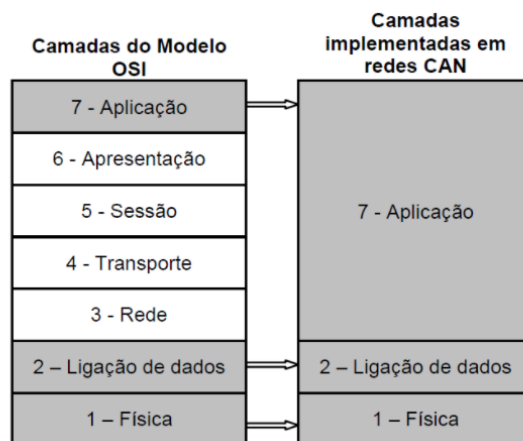 Camadas do Modelo
OSI
7 - Aplicação
6 - Apresentação
5 - Sessão
4 - Transporte
3 - Rede
2 – Ligação de dados
1 – Física
Camadas
implementadas em
redes CAN
7 - Aplicação
2 – Ligação de dados
1 – Física